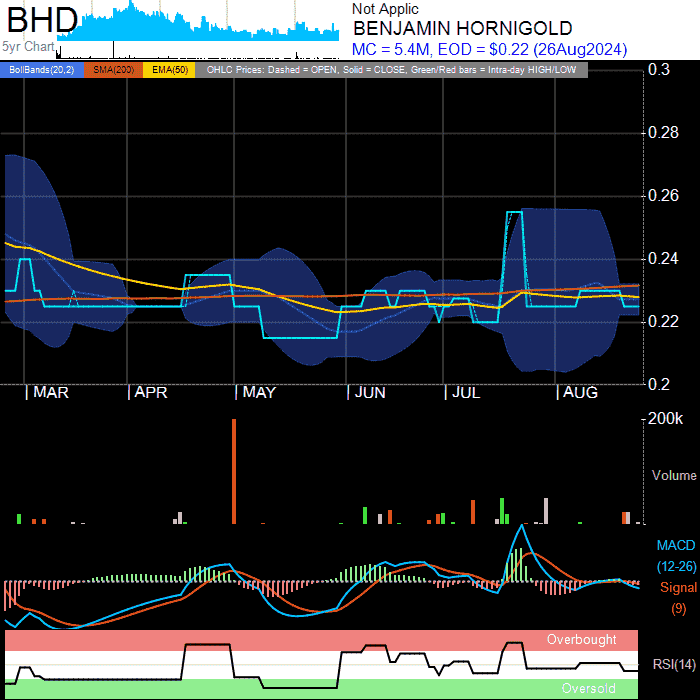 BHD
5yr Chart
Not Applic
BENJAMIN HORNIGOLD
MC = 5.4M, EOD = $0.22 (26Aug2024)
BollBands(20,2) SMA(200) EMA(50) OHLC Prices: Dashed = OPEN, Solid = CLOSE, Green/Red bars = Intra-day HIGH/LOW
0.3
0.28
0.26
0.24
0.22
0.2
MAR APR MAY JUN JUL AUG
200k
Volume
MACD
(12-26)
Signal
(9)
Overbought
RSI(14)
Oversold